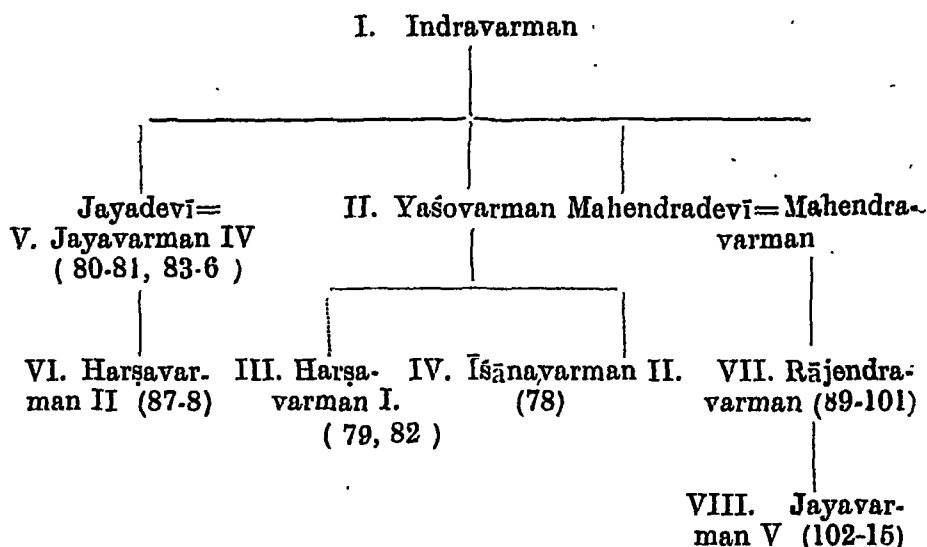 I. Indravarman
Jayadevī= II. Yaśovarman Mahendradevī= Mahendra-
V. Jayavarman IV varman
( 80-81, 83-6 )
VI. Harṣavar- III. Harṣa- IV. Īśānavarman II. VII. Rājendra-
man II (87-8) varman I. (78) varman (89-101)
( 79, 82 )
VIII. Jayavar-
man V (102-15)